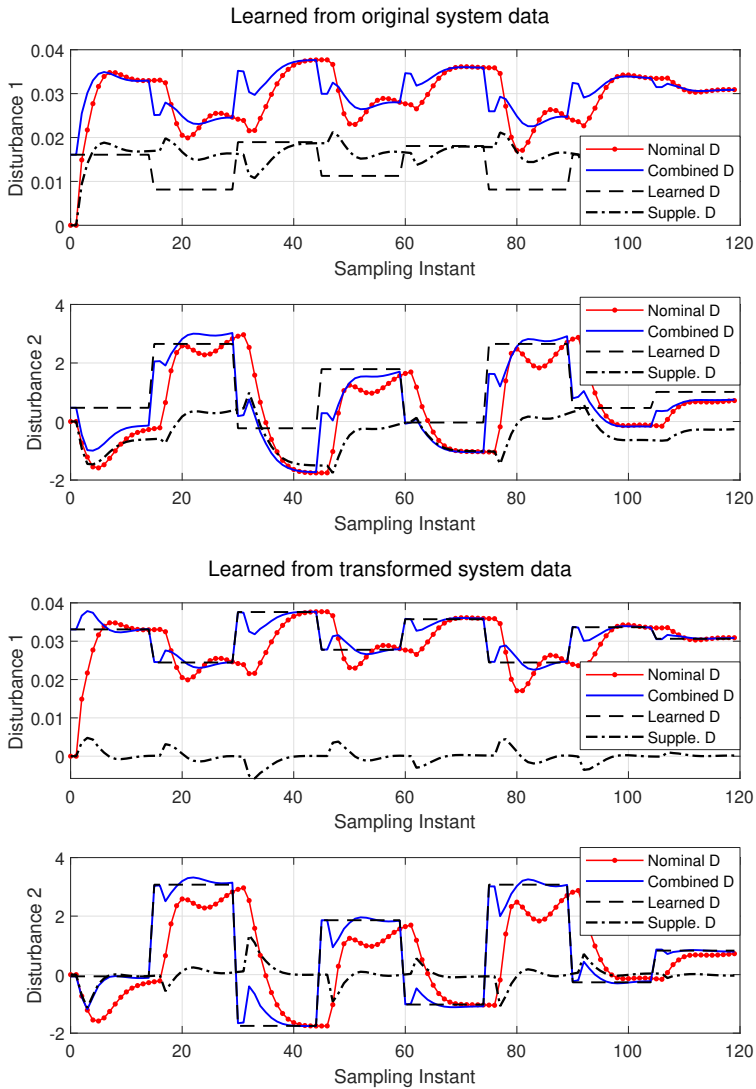 Learned from original system data
0.04
0.03
0.02
0.01
0
Disturbance 1
Nominal D
Combined D
Learned D
Supple. D
0 20 40 60 80 100 120
Sampling Instant
4
2
0
-2
Disturbance 2
Nominal D
Combined D
Learned D
Supple. D
0 20 40 60 80 100 120
Sampling Instant
Learned from transformed system data
0.04
0.03
0.02
0.01
0
Disturbance 1
Nominal D
Combined D
Learned D
Supple. D
0 20 40 60 80 100 120
Sampling Instant
4
2
0
-2
Disturbance 2
Nominal D
Combined D
Learned D
Supple. D
0 20 40 60 80 100 120
Sampling Instant